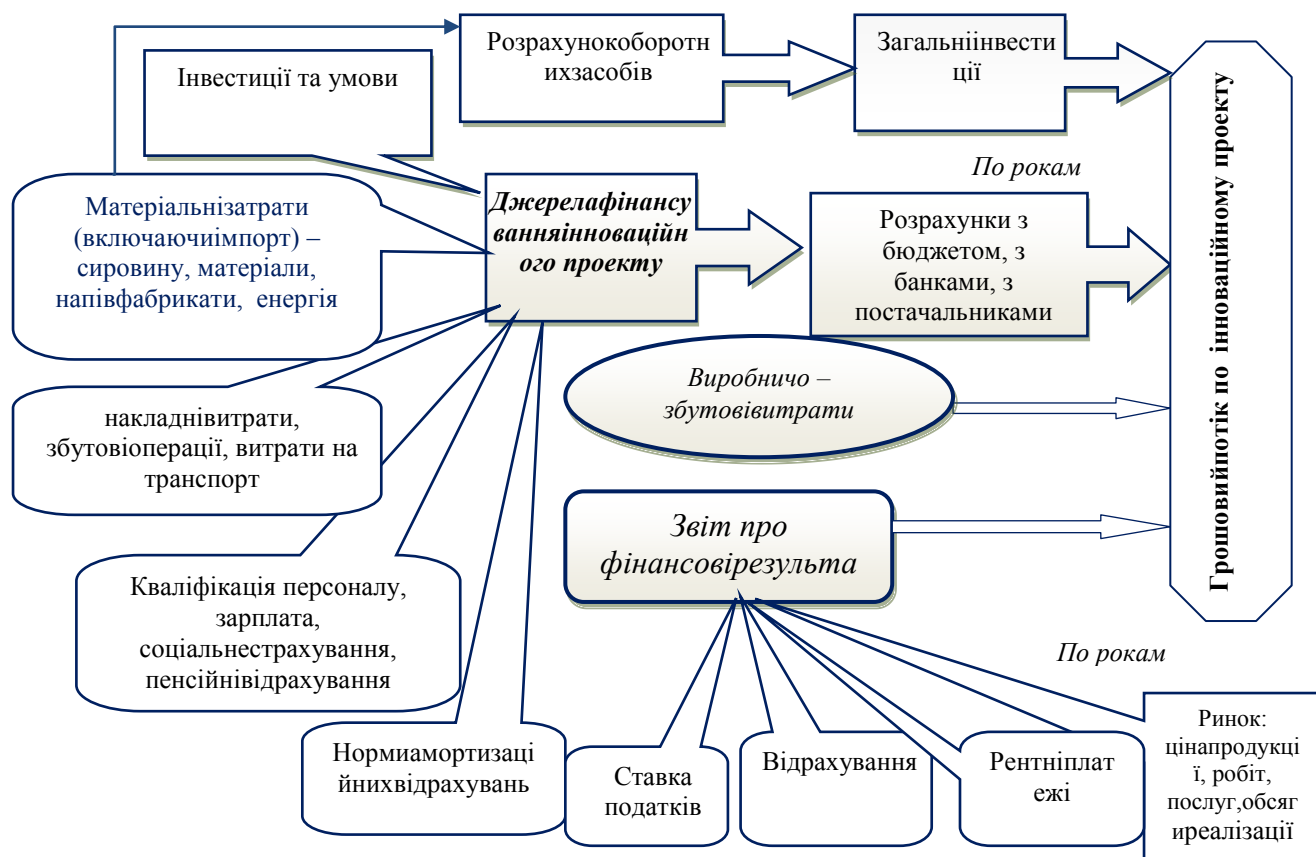 Розрахунокоборотн
ихзасобів
Загальніінвести
ції
Інвестиції та умови
По рокам
Матеріальнізатрати
(включаючиімпорт) –
сировину, матеріали,
напівфабрикати, енергія
Джерелафінансу
ванняінноваційн
ого проекту
Розрахунки з
бюджетом, з
банками, з
постачальниками
Грошовийпотік по інноваційному проекту
Виробничо –
збутовівитрати
накладнівитрати,
збутовіоперації, витрати на
транспорт
Звіт про
фінансовірезульта
Кваліфікація персоналу,
зарплата,
соціальнестрахування,
пенсійнівідрахування
По рокам
Нормиамортизаці
йнихвідрахувань
Ставка
податків
Відрахування
Рентніплат
ежі
Ринок:
цінапродукці
ї, робіт,
послуг,обсяг
иреалізації